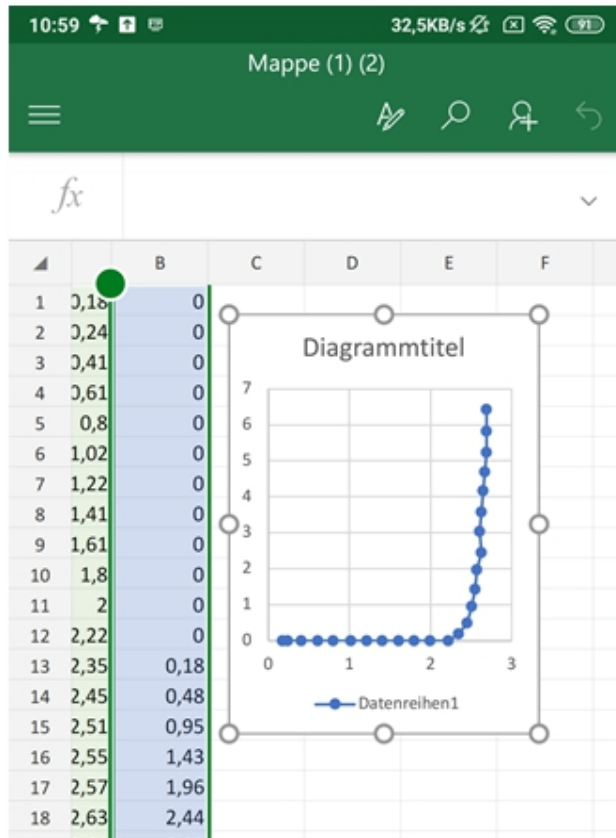 10:59 32,5KB/s 91
Mappe (1) (2)
fx
B C D E F
1 0,18 0
2 0,24 0
3 0,41 0
4 0,61 0
5 0,8 0
6 1,02 0
7 1,22 0
8 1,41 0
9 1,61 0
10 1,8 0
11 2 0
12 2,22 0
13 2,35 0,18
14 2,45 0,48
15 2,51 0,95
16 2,55 1,43
17 2,57 1,96
18 2,63 2,44
Diagrammtitel
7
6
5
4
3
2
1
0
0 1 2 3
Datenreihen1